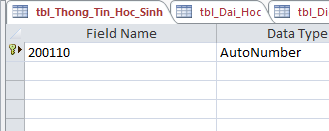 tbl_Thong_Tin_Hoc_Sinh tbl_Dai_Hoc tbl_Di
Field Name Data Type
200110 AutoNumber